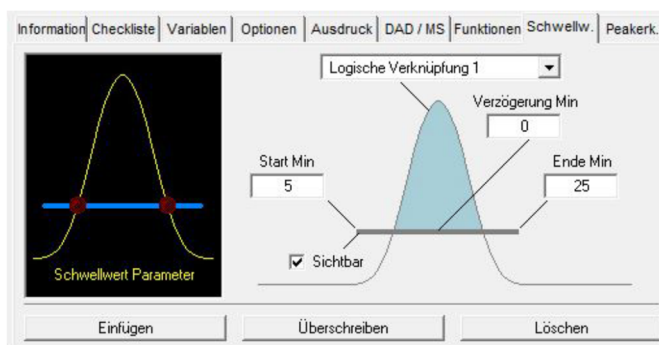 Information Checkliste Variablen Optionen Ausdruck DAD / MS Funktionen Schwellw. Peakerk.
Logische Verknüpfung 1
Verzögerung Min
0
Start Min
5
Ende Min
25
Sichtbar
Schwellwert Parameter
Einfügen Überschreiben Löschen